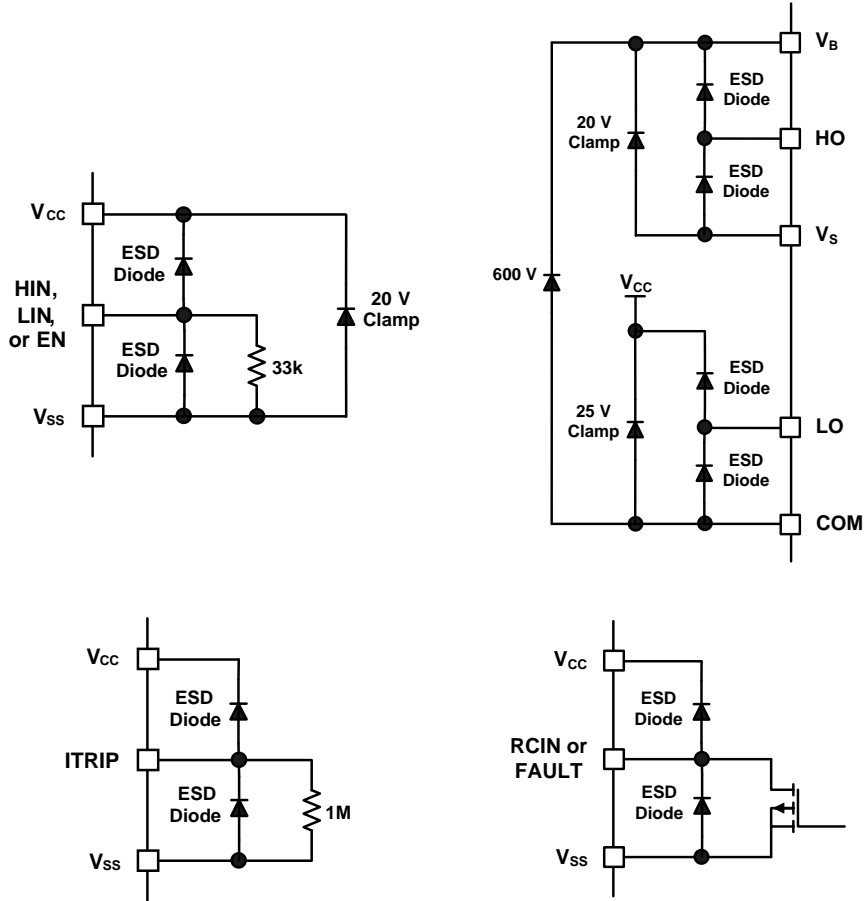 VCC
ESD
Diode
HIN,
LIN,
or EN
20 V
Clamp
ESD
Diode
33k
VSS
VB
ESD
Diode
20 V
Clamp
HO
ESD
Diode
VS
600 V
VCC
ESD
Diode
25 V
Clamp
LO
ESD
Diode
COM
VCC
ESD
Diode
ITRIP
ESD
Diode
1M
VSS
VCC
ESD
Diode
RCIN or
FAULT
ESD
Diode
VSS